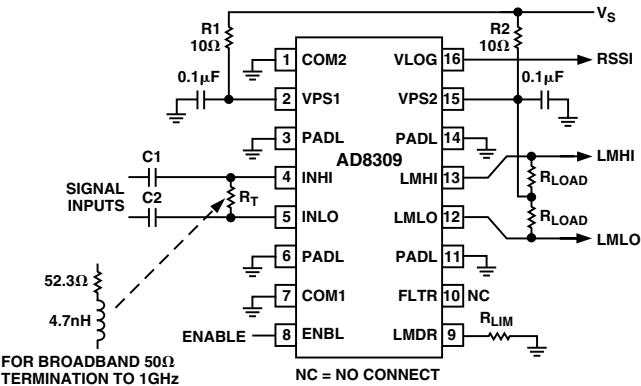 V_S
R1
10Ω
R2
10Ω
0.1μF
0.1μF
1 COM2
VLOG 16
RSSI
2 VPS1
VPS2 15
3 PADL
PADL 14
AD8309
C1
4 INHI
LMHI 13
LMHI
SIGNAL
INPUTS
R_T
R_LOAD
C2
5 INLO
LMLO 12
R_LOAD
LMLO
6 PADL
PADL 11
52.3Ω
4.7nH
7 COM1
FLTR 10 NC
ENABLE
8 ENBL
LMDR 9
R_LIM
FOR BROADBAND 50Ω
TERMINATION TO 1GHz
NC = NO CONNECT